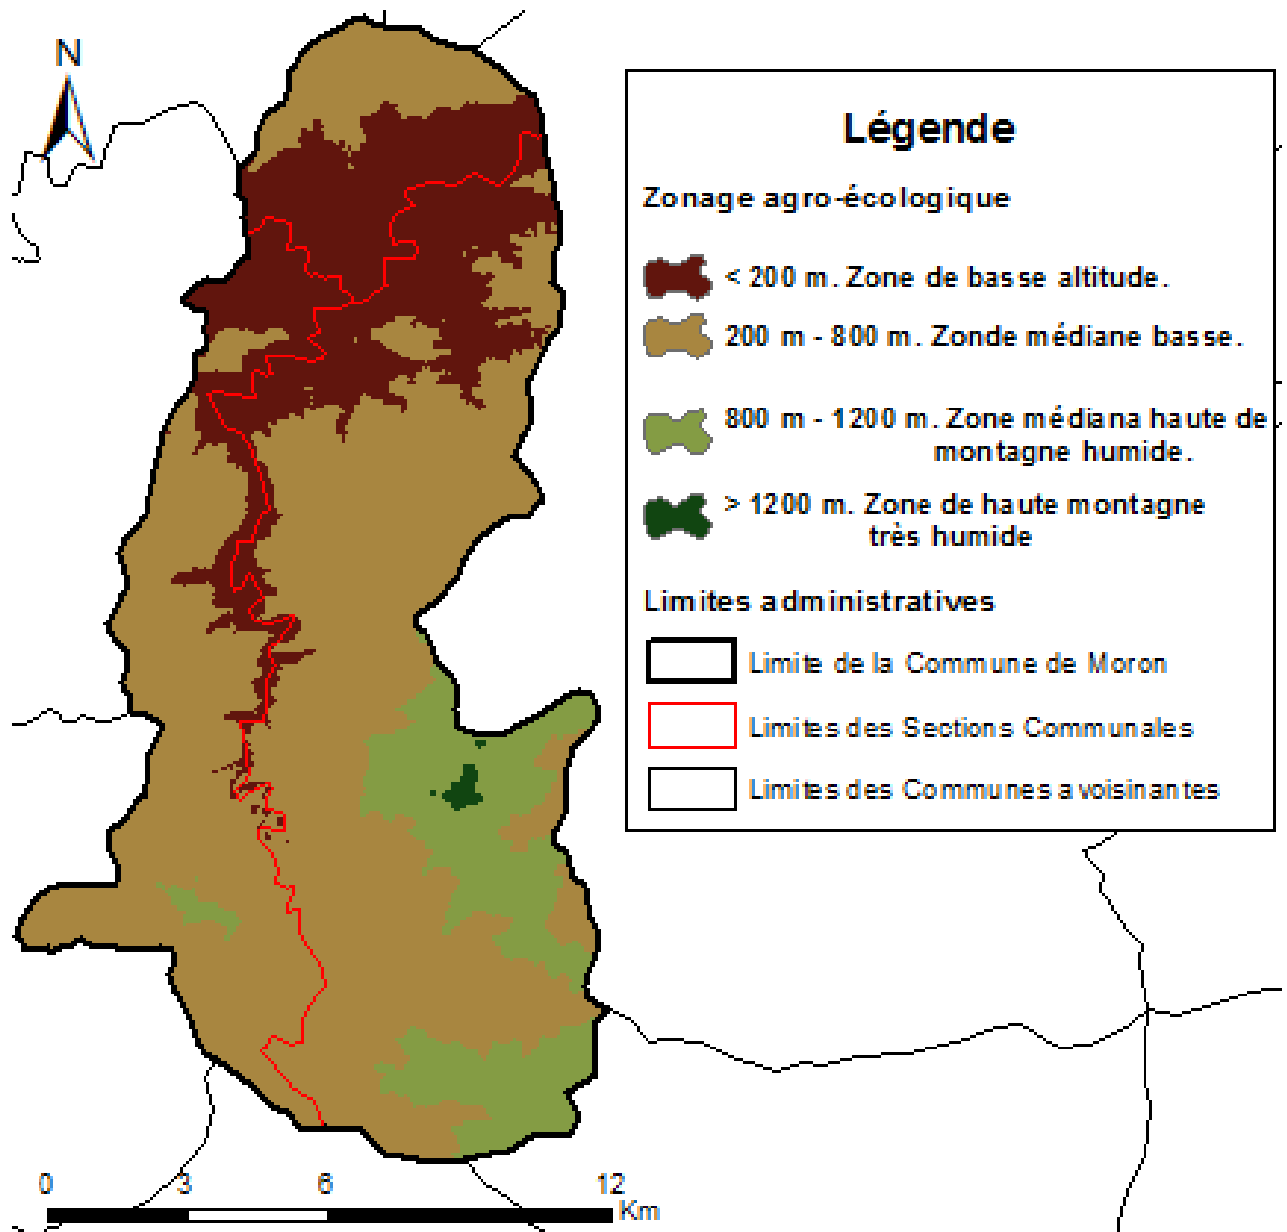 N
Légende
Zonage agro-écologique
< 200 m. Zone de basse altitude.
200 m - 800 m. Zonde médiane basse.
800 m - 1200 m. Zone médiana haute de
montagne humide.
> 1200 m. Zone de haute montagne
très humide
Limites administratives
Limite de la Commune de Moron
Limites des Sections Communales
Limites des Communes avoisinantes
0 3 6 12
Km